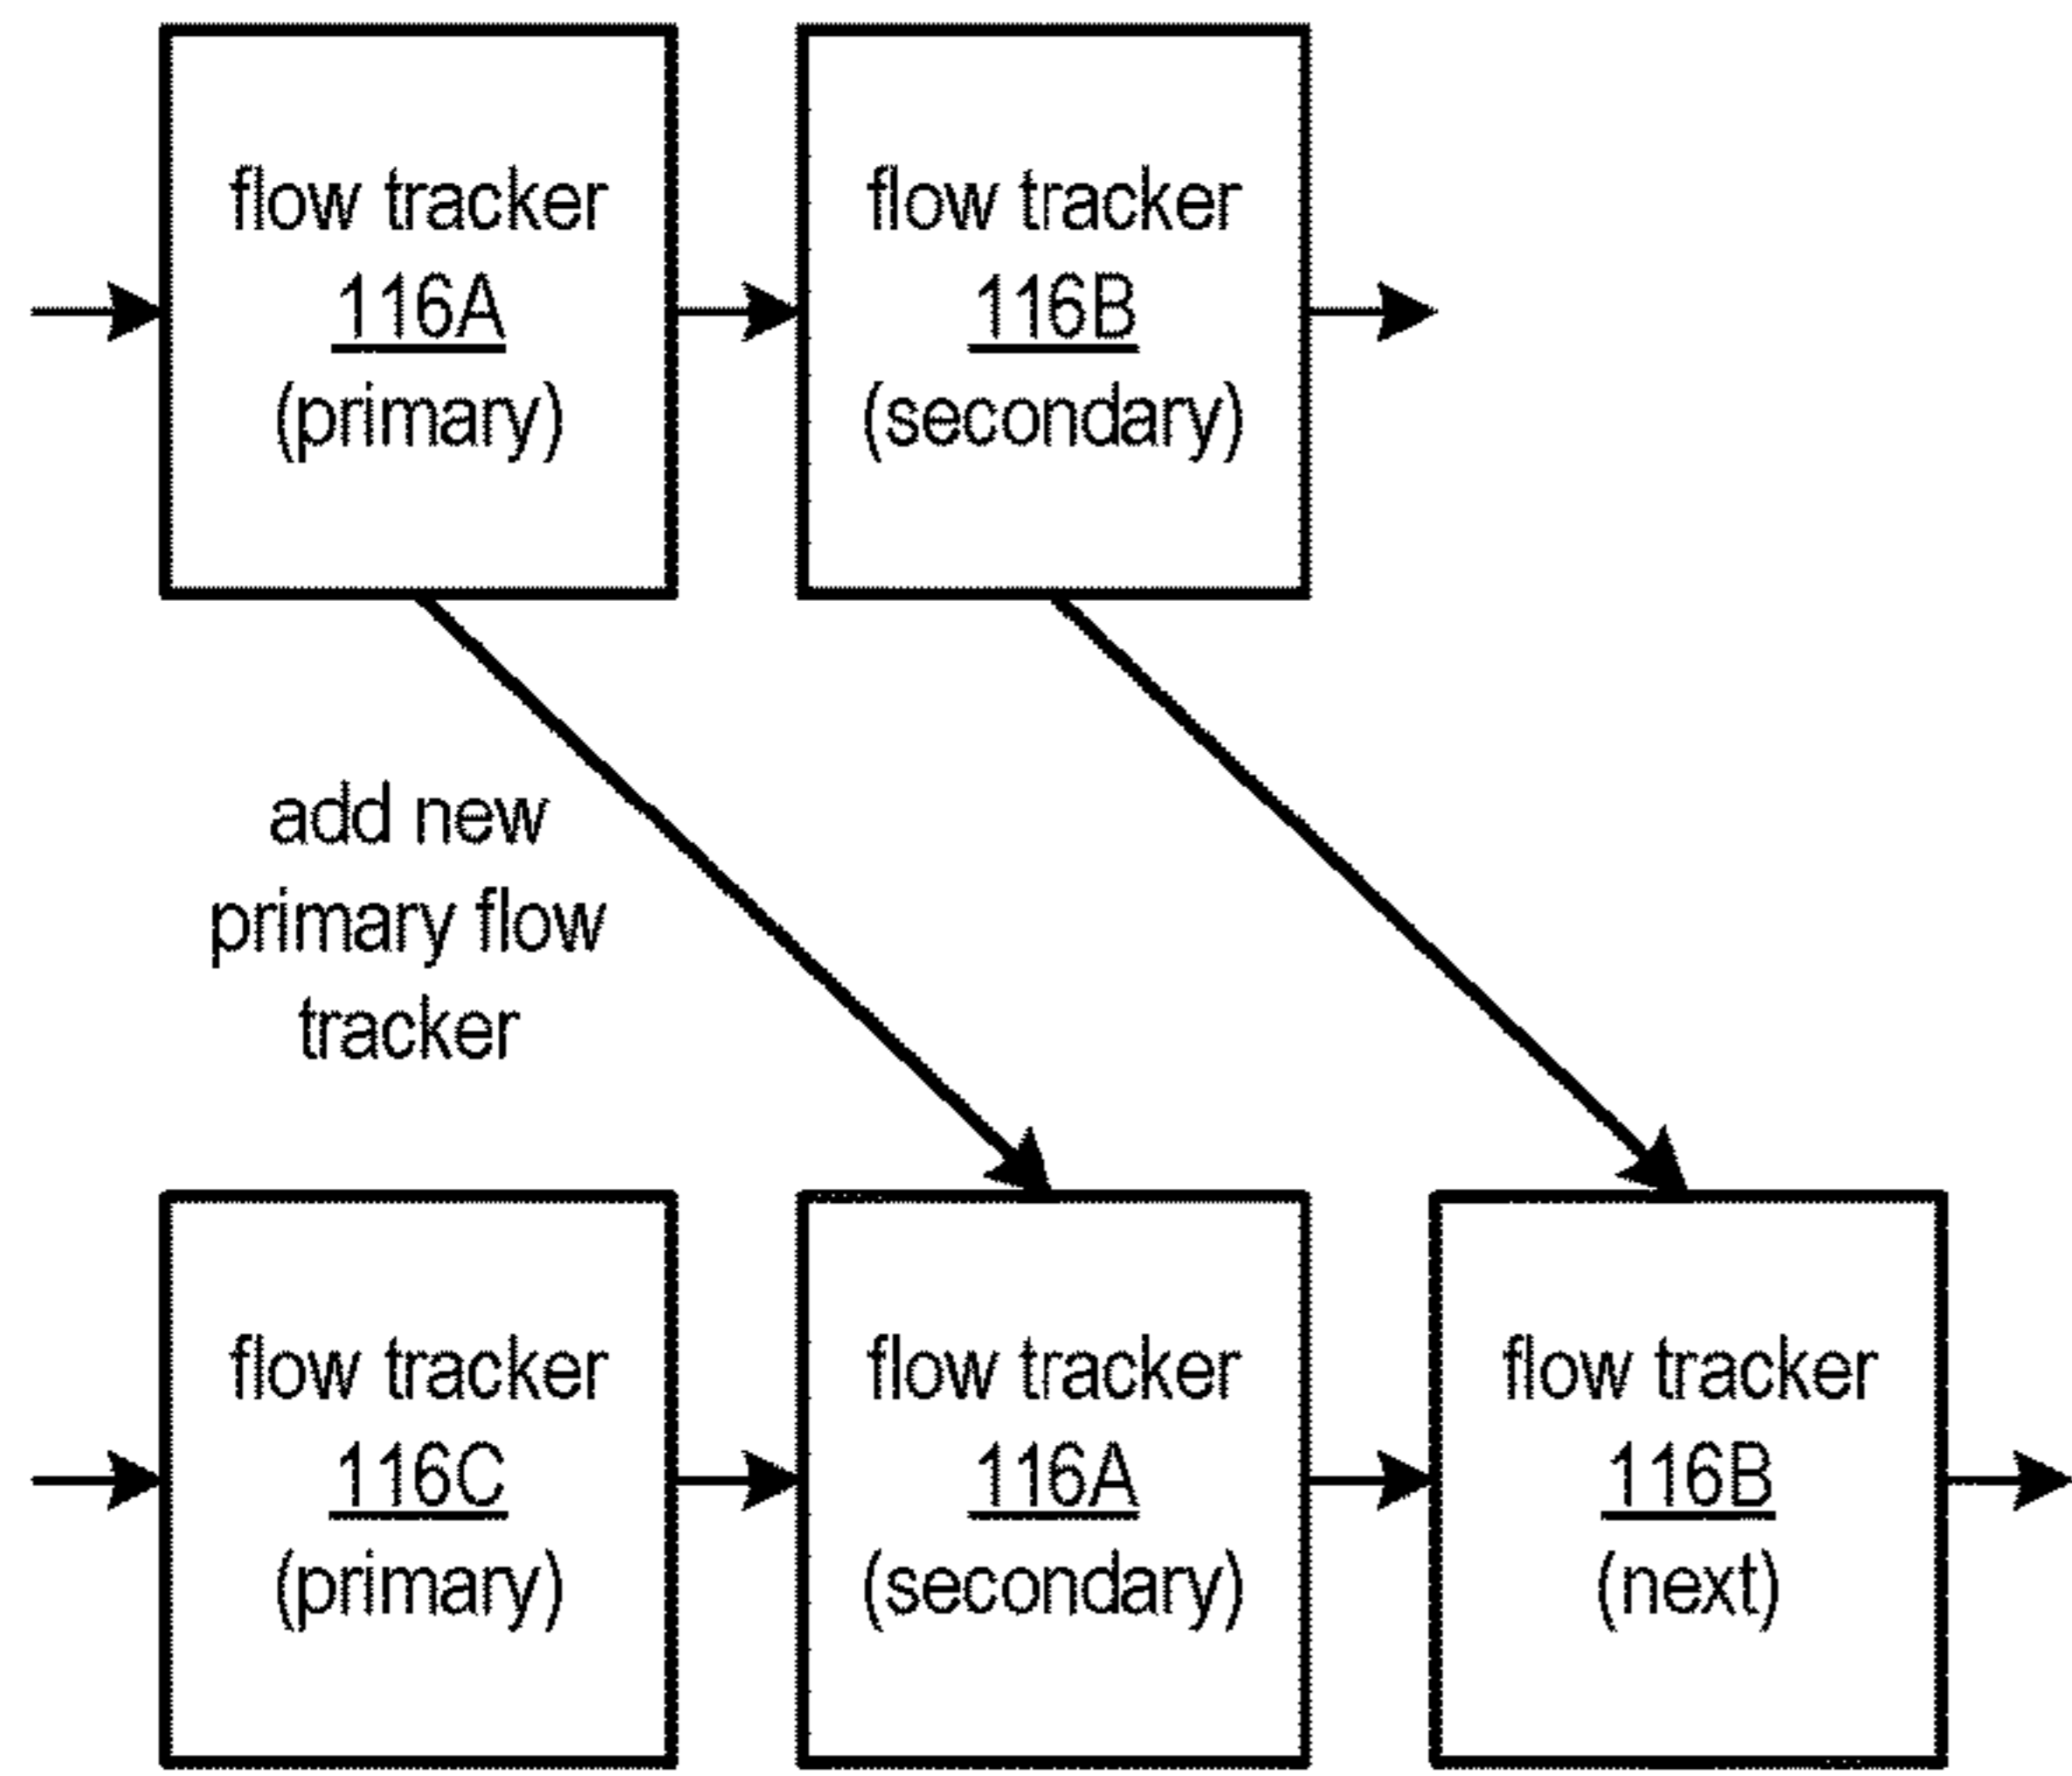 flow tracker
116A
(primary)
flow tracker
116B
(secondary)
add new
primary flow
tracker
flow tracker
116C
(primary)
flow tracker
116A
(secondary)
flow tracker
116B
(next)